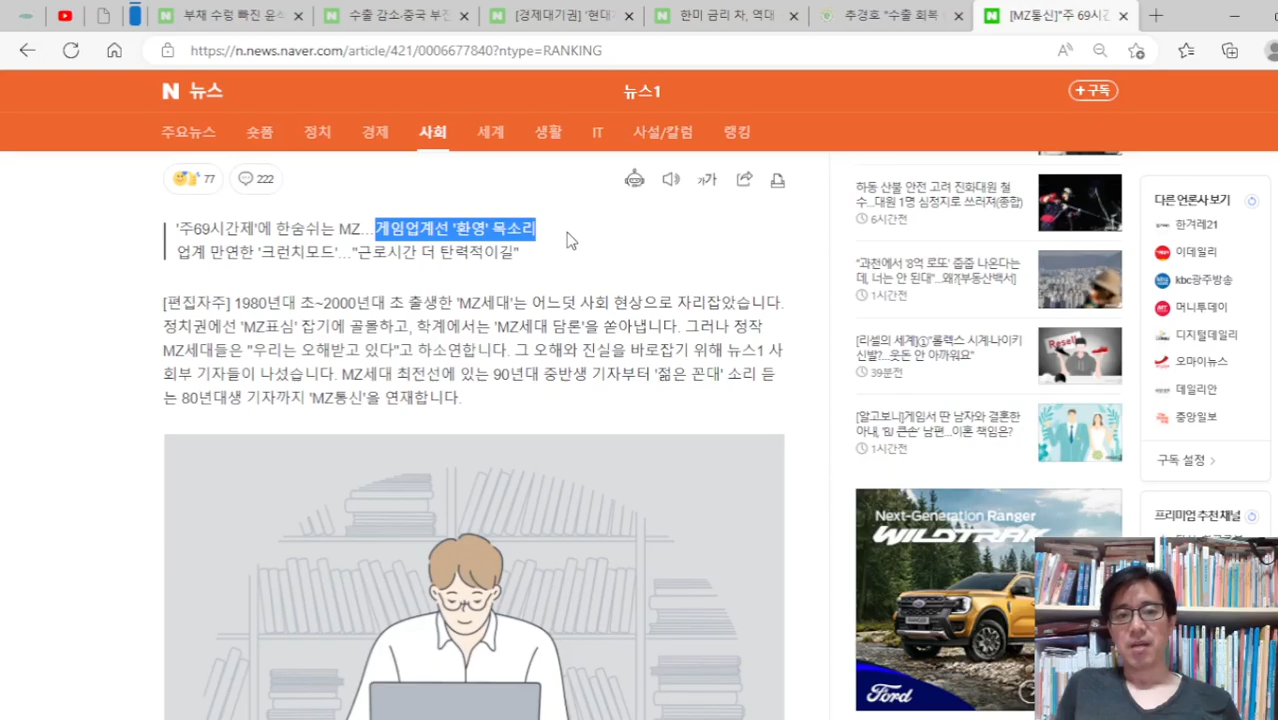 부채 수렁 빠진 윤
수출 감소·중국 부진
[경제대기권] '현대
한미 금리 차, 역대
추경호 "수출 회복
[MZ통신]"주 69시간
https://n.news.naver.com/article/421/0006677840?ntype=RANKING
N 뉴스
뉴스1
+구독
주요뉴스 숏폼 정치 경제 사회 세계 생활 IT 사설/칼럼 랭킹
77
222
가가
'주69시간제'에 한숨쉬는 MZ…게임업계선 '환영' 목소리
업계 만연한 '크런치모드'…"근로시간 더 탄력적이길"
[편집자주] 1980년대 초~2000년대 초 출생한 'MZ세대'는 어느덧 사회 현상으로 자리잡았습니다.
정치권에선 'MZ표심' 잡기에 골몰하고, 학계에서는 'MZ세대 담론'을 쏟아냅니다. 그러나 정작
MZ세대들은 "우리는 오해받고 있다"고 하소연합니다. 그 오해와 진실을 바로잡기 위해 뉴스1 사
회부 기자들이 나섰습니다. MZ세대 최전선에 있는 90년대 중반생 기자부터 '젊은 꼰대' 소리 듣
는 80년대생 기자까지 'MZ통신'을 연재합니다.
하동 산불 안전 고려 진화대원 철
수…대원 1명 심정지로 쓰러져(종합)
6시간전
"과천에서 '8억 로또' 줍줍 나온다는
데, 너는 안 된대"…왜?[부동산백서]
1시간전
[리셀의 세계]①"롤렉스 시계·나이키
신발?…웃돈 안 아까워요"
39분전
Resell
[알고보니]게임서 딴 남자와 결혼한
아내, 'BJ 큰손' 남편…이혼 책임은?
1시간전
Next-Generation Ranger
WILDTRAK
Ford
다른 언론사 보기
한겨레21
이데일리
kbc광주방송
머니투데이
디지털데일리
오마이뉴스
데일리안
중앙일보
구독 설정 >
프리미엄 추천 채널